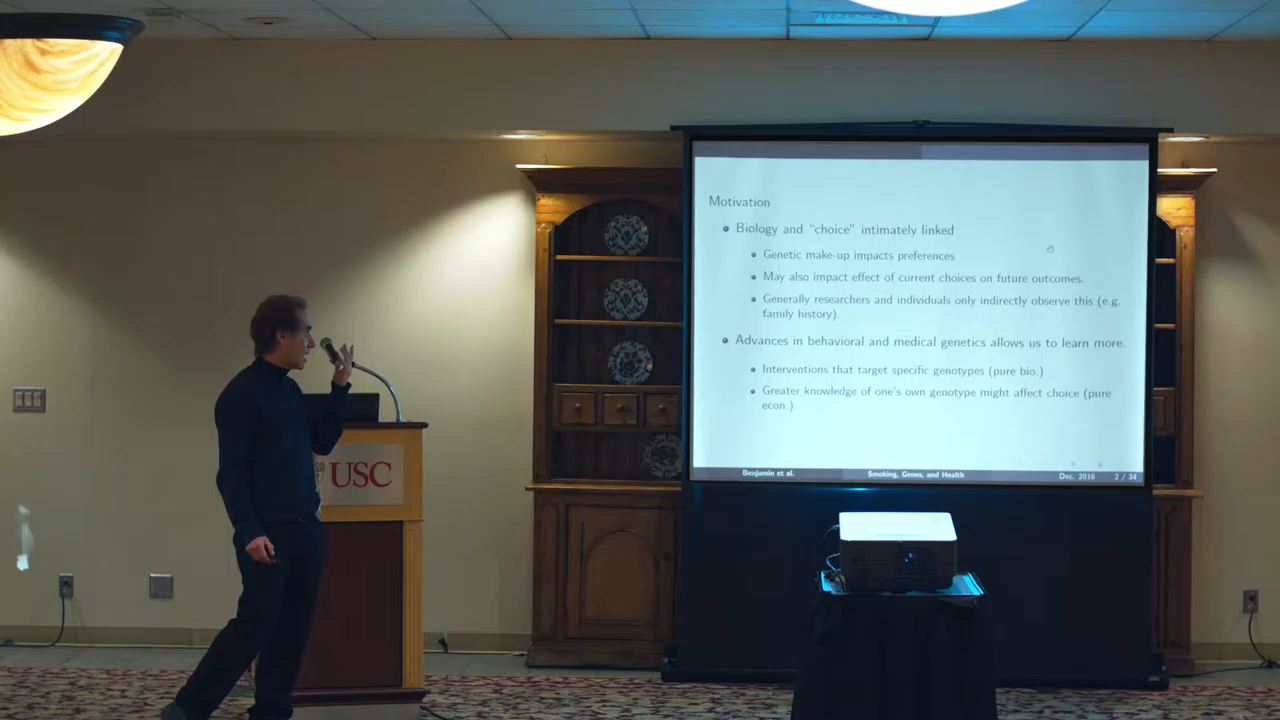 Motivation
Biology and "choice" intimately linked
Genetic make-up impacts preferences
May also impact effect of current choices on future outcomes.
Generally researchers and individuals only indirectly observe this (e.g.
family history).
Advances in behavioral and medical genetics allows us to learn more.
Interventions that target specific genotypes (pure bio.)
Greater knowledge of one's own genotype might affect choice (pure
econ.)
Benjamin et al. Smoking, Genes, and Health Dec. 2016 2 / 34
USC